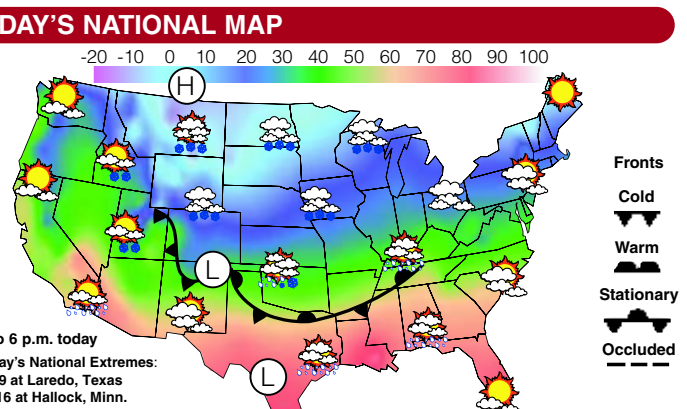 DAY'S NATIONAL MAP
-20 -10 0 10 20 30 40 50 60 70 80 90 100
H
L
L
Fronts
Cold
Warm
Stationary
Occluded
6 p.m. today
ay's National Extremes:
9 at Laredo, Texas
16 at Hallock, Minn.